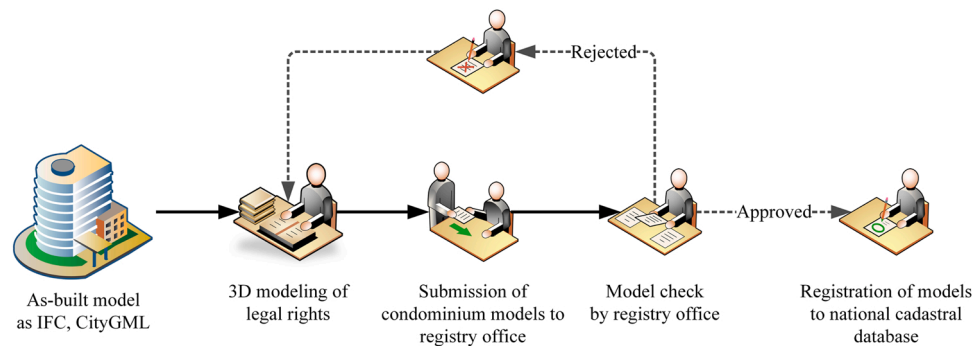 Rejected
Approved
As-built model
as IFC, CityGML
3D modeling of
legal rights
Submission of
condominium models to
registry office
Model check
by registry office
Registration of models
to national cadastral
database